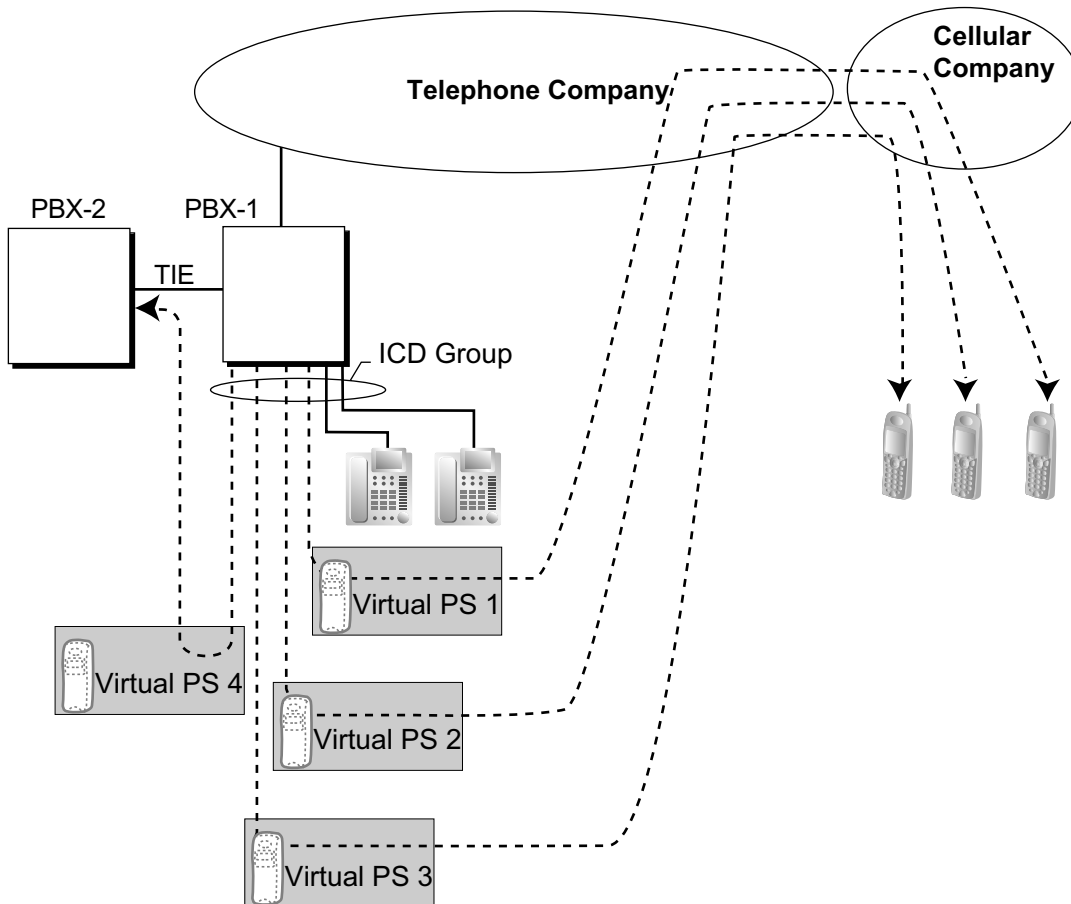 Cellular
Company
Telephone Company
PBX-2
PBX-1
TIE
ICD Group
Virtual PS 1
Virtual PS 4
Virtual PS 2
Virtual PS 3